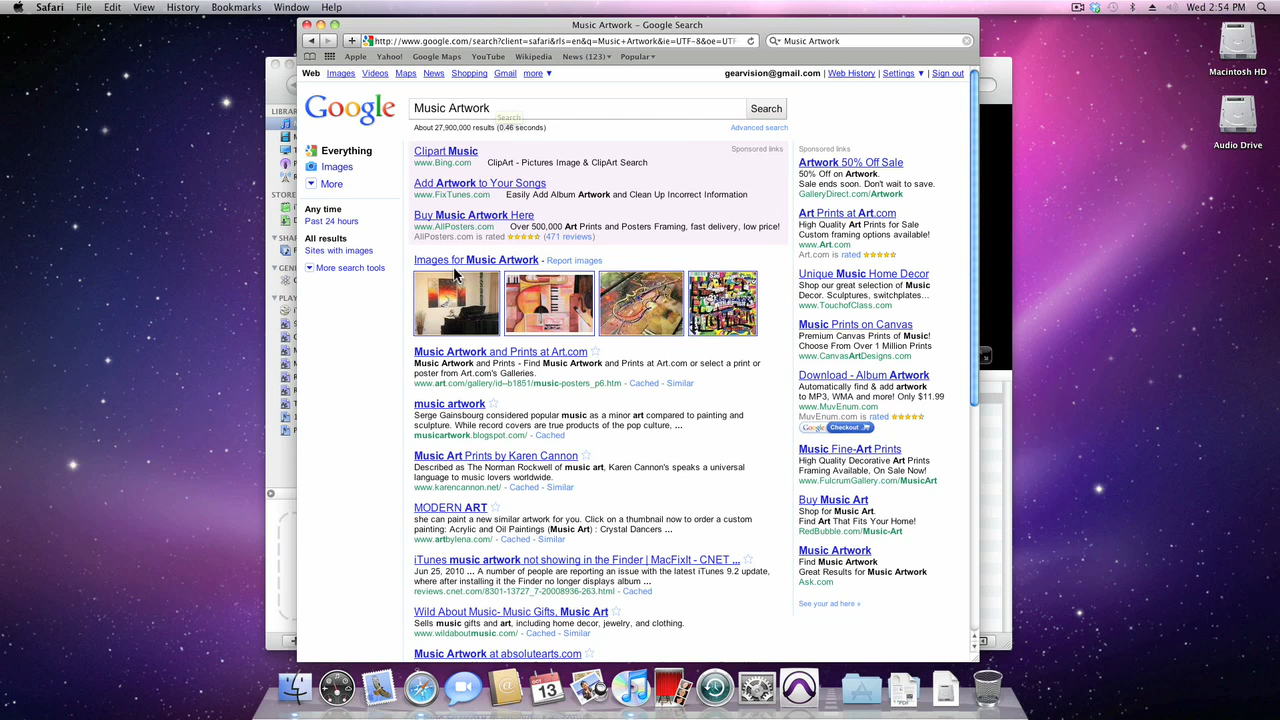 Safari File Edit View History Bookmarks Window Help
Wed 2:54 PM
Music Artwork - Google Search
http://www.google.com/search?client=safari&rls=en&q=Music+Artwork&ie=UTF-8&oe=UTF-
Music Artwork
Apple Yahoo! Google Maps YouTube Wikipedia News (123) Popular
Web Images Videos Maps News Shopping Gmail more
gearvision@gmail.com | Web History | Settings | Sign out
Google
Music Artwork
Search
Search
About 27,900,000 results (0.46 seconds)
Advanced search
Everything
Images
More
Any time
Past 24 hours
All results
Sites with images
More search tools
Sponsored links
Clipart Music
www.Bing.com ClipArt - Pictures Image & ClipArt Search
Add Artwork to Your Songs
www.FixTunes.com Easily Add Album Artwork and Clean Up Incorrect Information
Buy Music Artwork Here
www.AllPosters.com Over 500,000 Art Prints and Posters Framing, fast delivery, low price!
AllPosters.com is rated (471 reviews)
Images for Music Artwork - Report images
Music Artwork and Prints at Art.com
Music Artwork and Prints - Find Music Artwork and Prints at Art.com or select a print or
poster from Art.com's Galleries.
www.art.com/gallery/id--b1851/music-posters_p6.htm - Cached - Similar
music artwork
Serge Gainsbourg considered popular music as a minor art compared to painting and
sculpture. While record covers are true products of the pop culture, ...
musicartwork.blogspot.com/ - Cached
Music Art Prints by Karen Cannon
Described as The Norman Rockwell of music art, Karen Cannon's speaks a universal
language to music lovers worldwide.
www.karencannon.net/ - Cached - Similar
MODERN ART
she can paint a new similar artwork for you. Click on a thumbnail now to order a custom
painting: Acrylic and Oil Paintings (Music Art) : Crystal Dancers ...
www.artbylena.com/ - Cached - Similar
iTunes music artwork not showing in the Finder | MacFixIt - CNET ...
Jun 25, 2010 ... A number of people are reporting an issue with the latest iTunes 9.2 update,
where after installing it the Finder no longer displays album ...
reviews.cnet.com/8301-13727_7-20008936-263.html - Cached
Wild About Music- Music Gifts, Music Art
Sells music gifts and art, including home decor, jewelry, and clothing.
www.wildaboutmusic.com/ - Cached - Similar
Music Artwork at absolutearts.com
Sponsored links
Artwork 50% Off Sale
50% Off on Artwork.
Sale ends soon. Don't wait to save.
GalleryDirect.com/Artwork
Art Prints at Art.com
High Quality Art Prints for Sale
Custom framing options available!
www.Art.com
Art.com is rated
Unique Music Home Decor
Shop our great selection of Music
Decor. Sculptures, switchplates...
www.TouchofClass.com
Music Prints on Canvas
Premium Canvas Prints of Music!
Choose From Over 1 Million Prints
www.CanvasArtDesigns.com
Download - Album Artwork
Automatically find & add artwork
to MP3, WMA and more! Only $11.99
www.MuvEnum.com
MuvEnum.com is rated
Google Checkout
Music Fine-Art Prints
High Quality Decorative Art Prints
Framing Available, On Sale Now!
www.FulcrumGallery.com/MusicArt
Buy Music Art
Shop for Music Art.
Find Art That Fits Your Home!
RedBubble.com/Music-Art
Music Artwork
Find Music Artwork
Great Results for Music Artwork
Ask.com
See your ad here »
LIBRA
STORE
SHAR
GENI
PLAY
Macintosh HD
Audio Drive
OCT
13
PDF